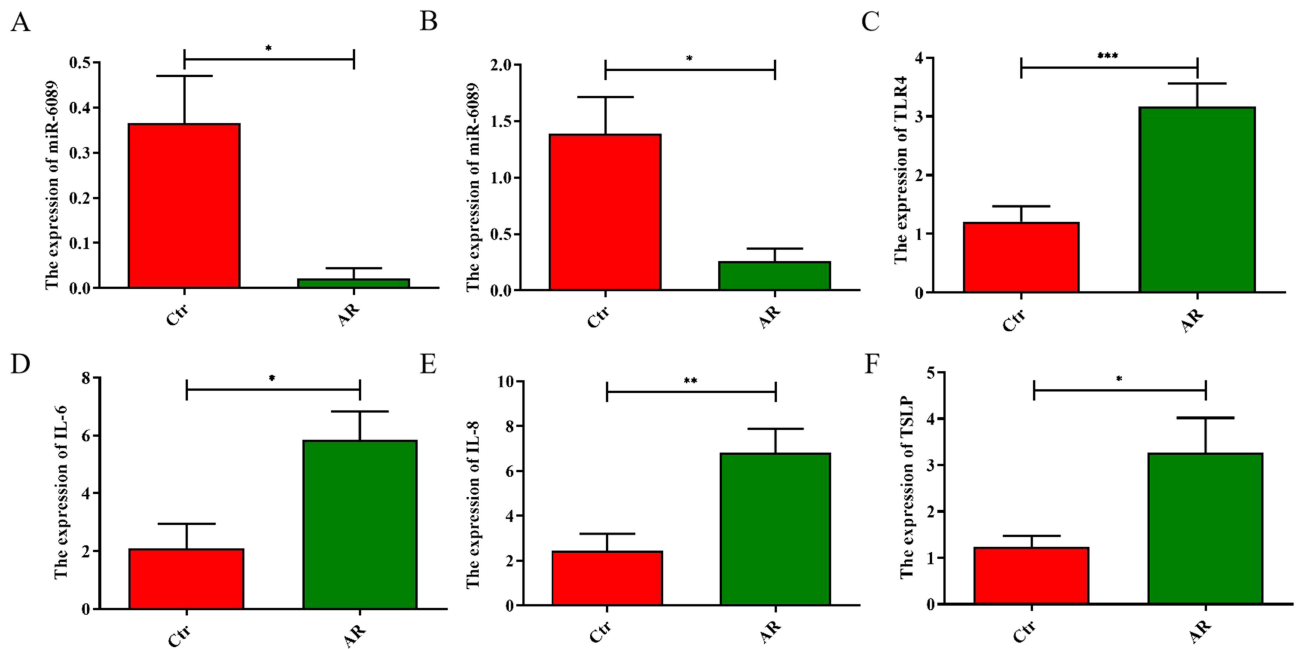 A
The expression of miR-6089
0.5
0.4
0.3
0.2
0.1
0.0
*
Ctr
AR
B
The expression of miR-6089
2.0
1.5
1.0
0.5
0.0
*
Ctr
AR
C
The expression of TLR4
4
3
2
1
0
***
Ctr
AR
D
The expression of IL-6
8
6
4
2
0
*
Ctr
AR
E
The expression of IL-8
10
8
6
4
2
0
**
Ctr
AR
F
The expression of TSLP
5
4
3
2
1
0
*
Ctr
AR